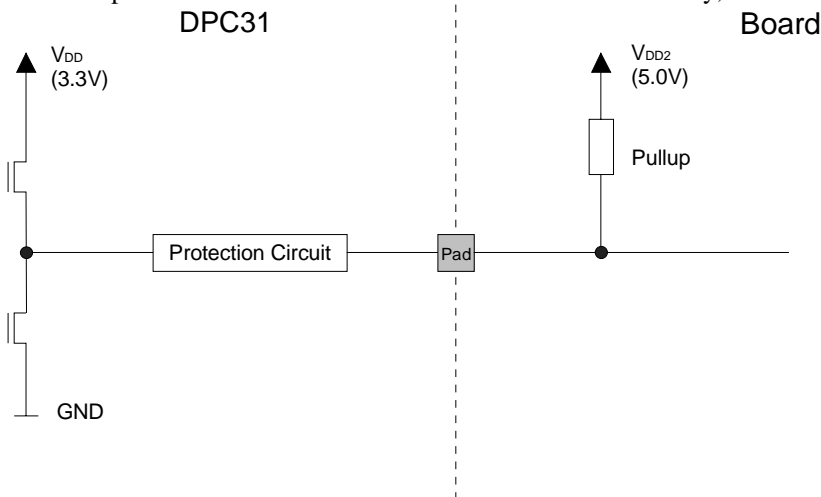 DPC31
Board
VDD
(3.3V)
VDD2
(5.0V)
Pullup
Protection Circuit
Pad
GND